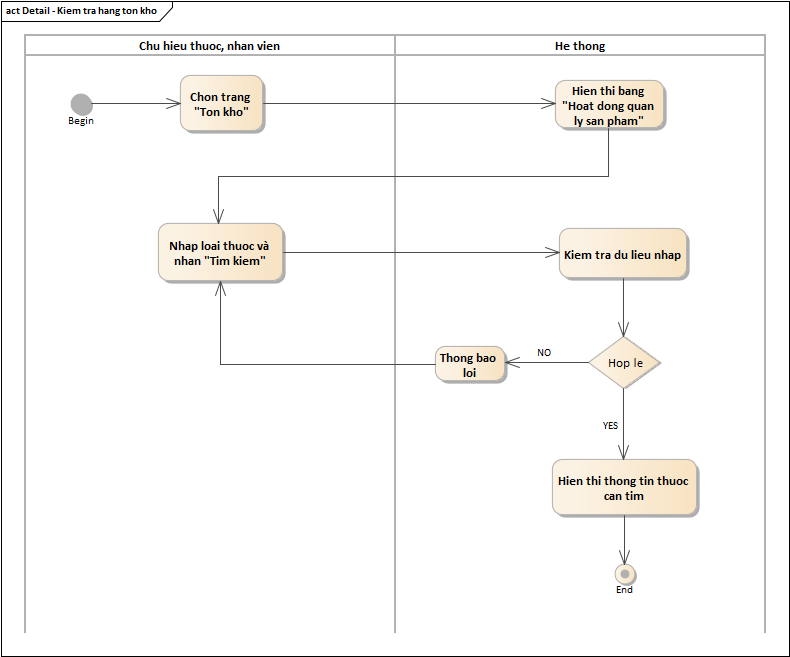 act Detail - Kiem tra hang ton kho
Chu hieu thuoc, nhan vien
He thong
Begin
Chon trang
"Ton kho"
Hien thi bang
"Hoat dong quan
ly san pham"
Nhap loai thuoc và
nhan "Tim kiem"
Kiem tra du lieu nhap
Thong bao
loi
NO
Hop le
YES
Hien thi thong tin thuoc
can tim
End